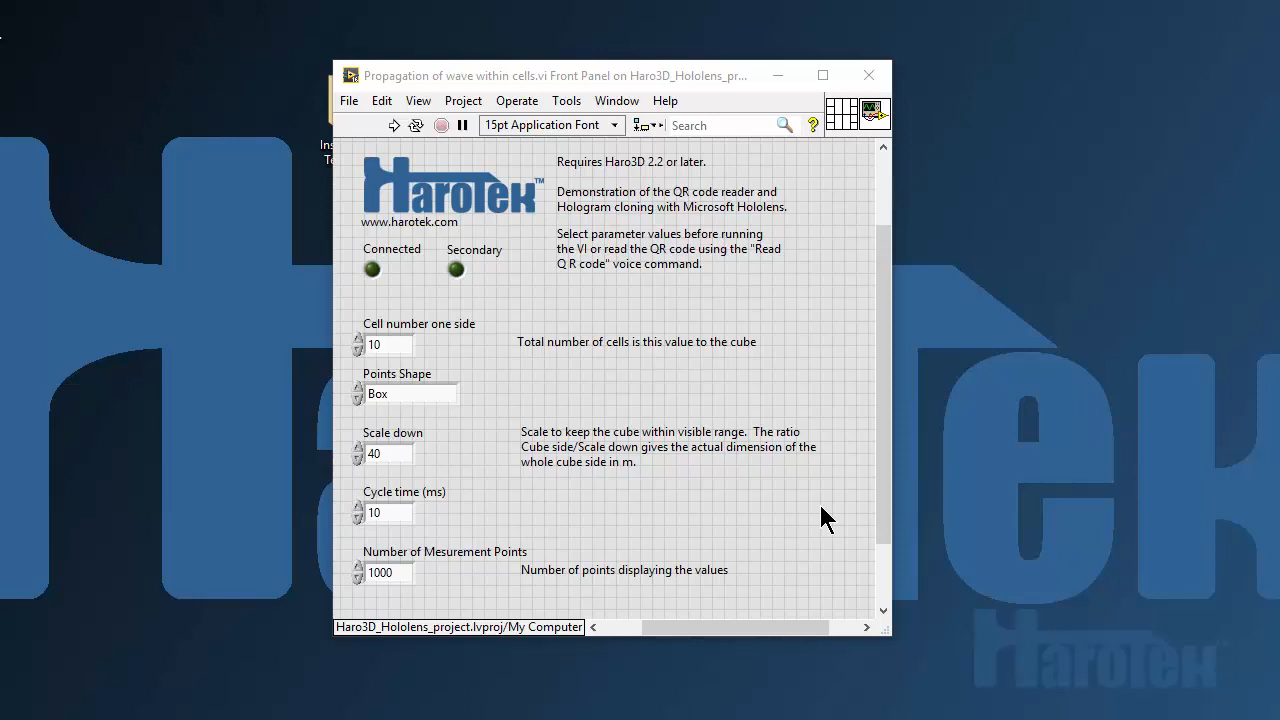 Propagation of wave within cells.vi Front Panel on Haro3D_Hololens_pr...
File Edit View Project Operate Tools Window Help
15pt Application Font Search ?
HaroTek™
www.harotek.com
Requires Haro3D 2.2 or later.
Demonstration of the QR code reader and
Hologram cloning with Microsoft Hololens.
Select parameter values before running
the VI or read the QR code using the "Read
Q R code" voice command.
Connected Secondary
Cell number one side
10
Total number of cells is this value to the cube
Points Shape
Box
Scale down
40
Scale to keep the cube within visible range. The ratio
Cube side/Scale down gives the actual dimension of the
whole cube side in m.
Cycle time (ms)
10
Number of Mesurement Points
1000
Number of points displaying the values
Haro3D_Hololens_project.lvproj/My Computer
HaroTek